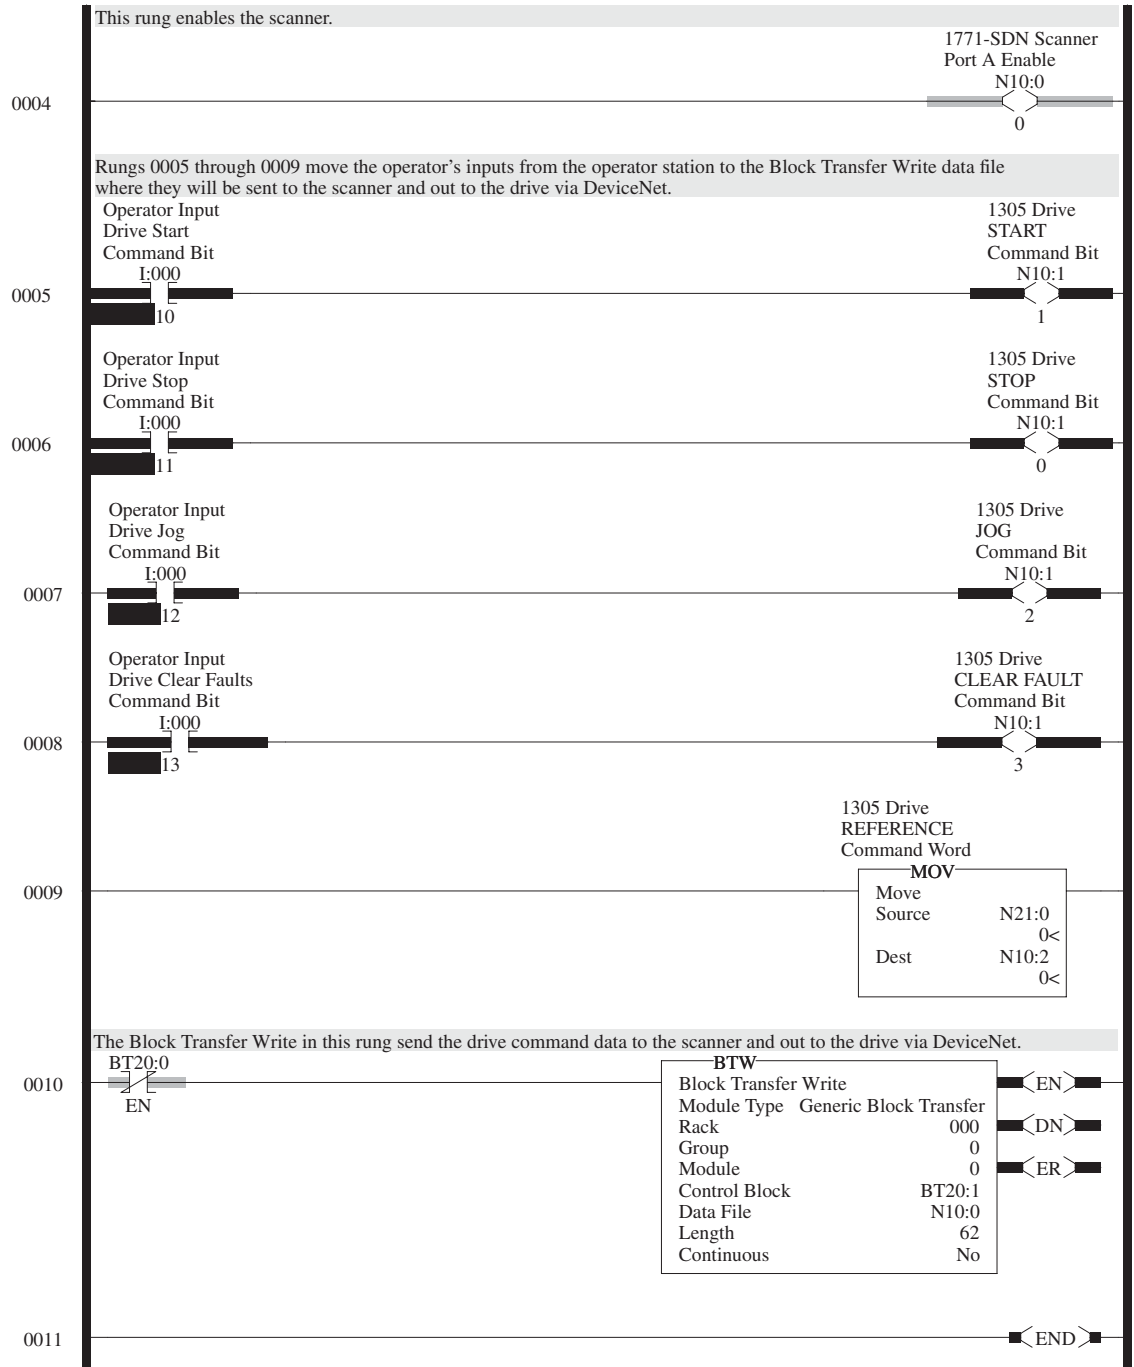 This rung enables the scanner.
1771-SDN Scanner
Port A Enable
N10:0
0004
0
Rungs 0005 through 0009 move the operator's inputs from the operator station to the Block Transfer Write data file
where they will be sent to the scanner and out to the drive via DeviceNet.
Operator Input
Drive Start
Command Bit
I:000
1305 Drive
START
Command Bit
N10:1
0005
10
1
Operator Input
Drive Stop
Command Bit
I:000
1305 Drive
STOP
Command Bit
N10:1
0006
11
0
Operator Input
Drive Jog
Command Bit
I:000
1305 Drive
JOG
Command Bit
N10:1
0007
12
2
Operator Input
Drive Clear Faults
Command Bit
I:000
1305 Drive
CLEAR FAULT
Command Bit
N10:1
0008
13
3
1305 Drive
REFERENCE
Command Word
MOV
0009
Move
Source N21:0
0<
Dest N10:2
0<
The Block Transfer Write in this rung send the drive command data to the scanner and out to the drive via DeviceNet.
BT20:0
0010
EN
BTW
Block Transfer Write
Module Type Generic Block Transfer
Rack 000
Group 0
Module 0
Control Block BT20:1
Data File N10:0
Length 62
Continuous No
EN
DN
ER
0011
END